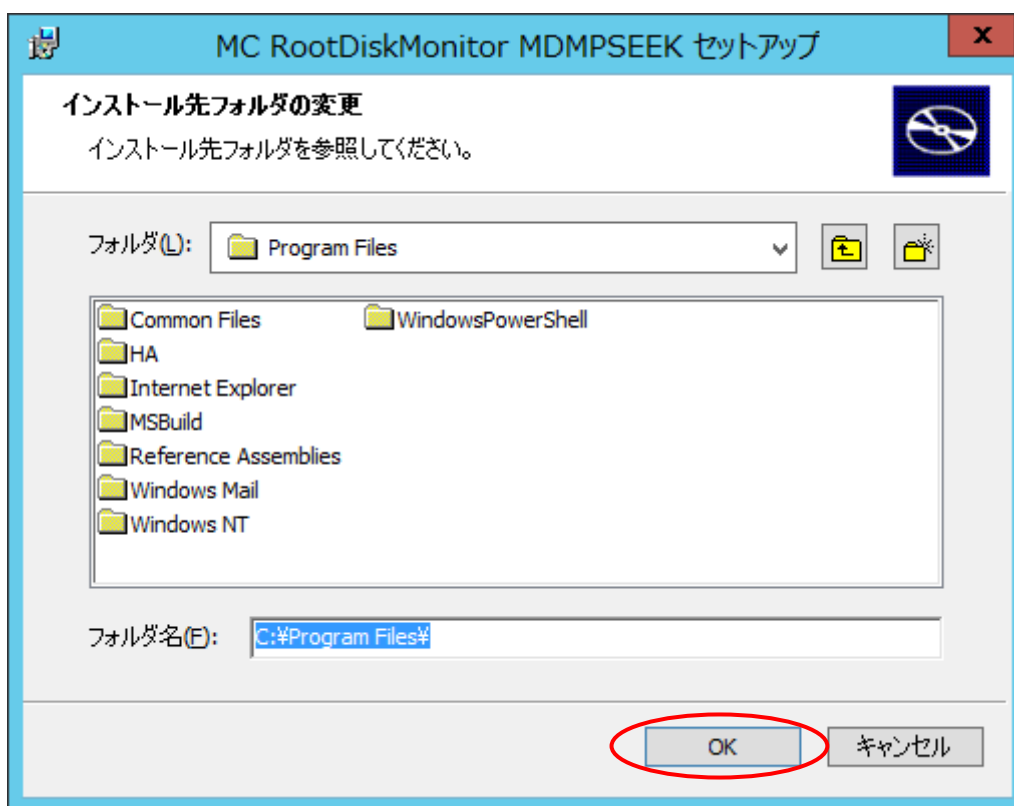 MC RootDiskMonitor MDMPSEEK セットアップ
x
インストール先フォルダの変更
インストール先フォルダを参照してください。
フォルダ(L): Program Files
Common Files WindowsPowerShell
HA
Internet Explorer
MSBuild
Reference Assemblies
Windows Mail
Windows NT
フォルダ名(F): C:¥Program Files¥
OK キャンセル